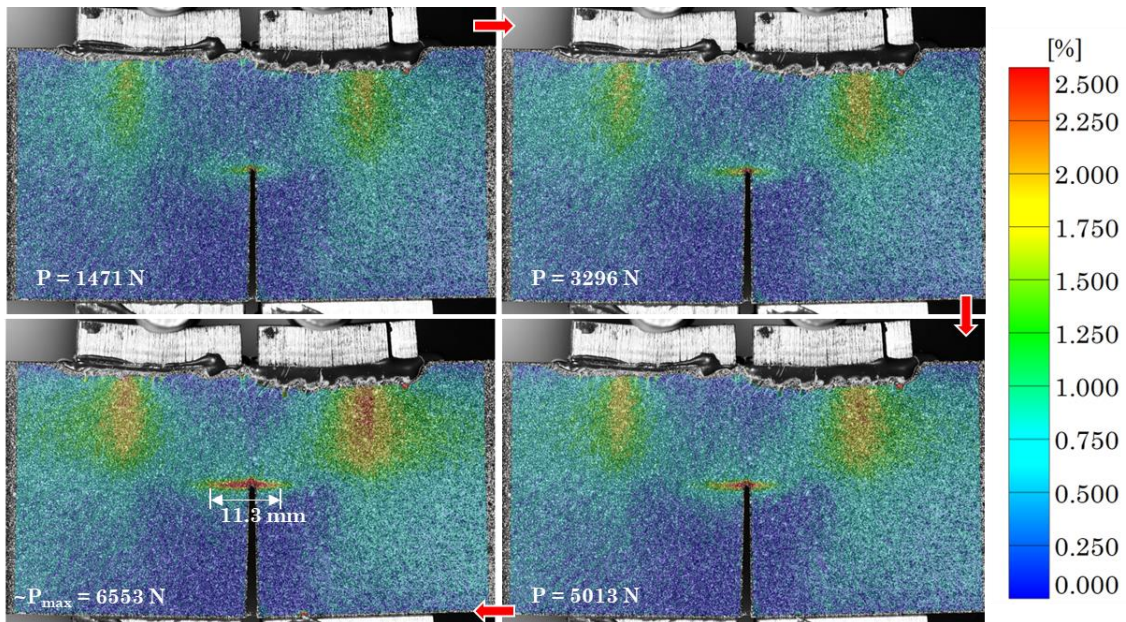 P = 1471 N
P = 3296 N
11.3 mm
~Pmax = 6553 N
P = 5013 N
[%]
2.500
2.250
2.000
1.750
1.500
1.250
1.000
0.750
0.500
0.250
0.000